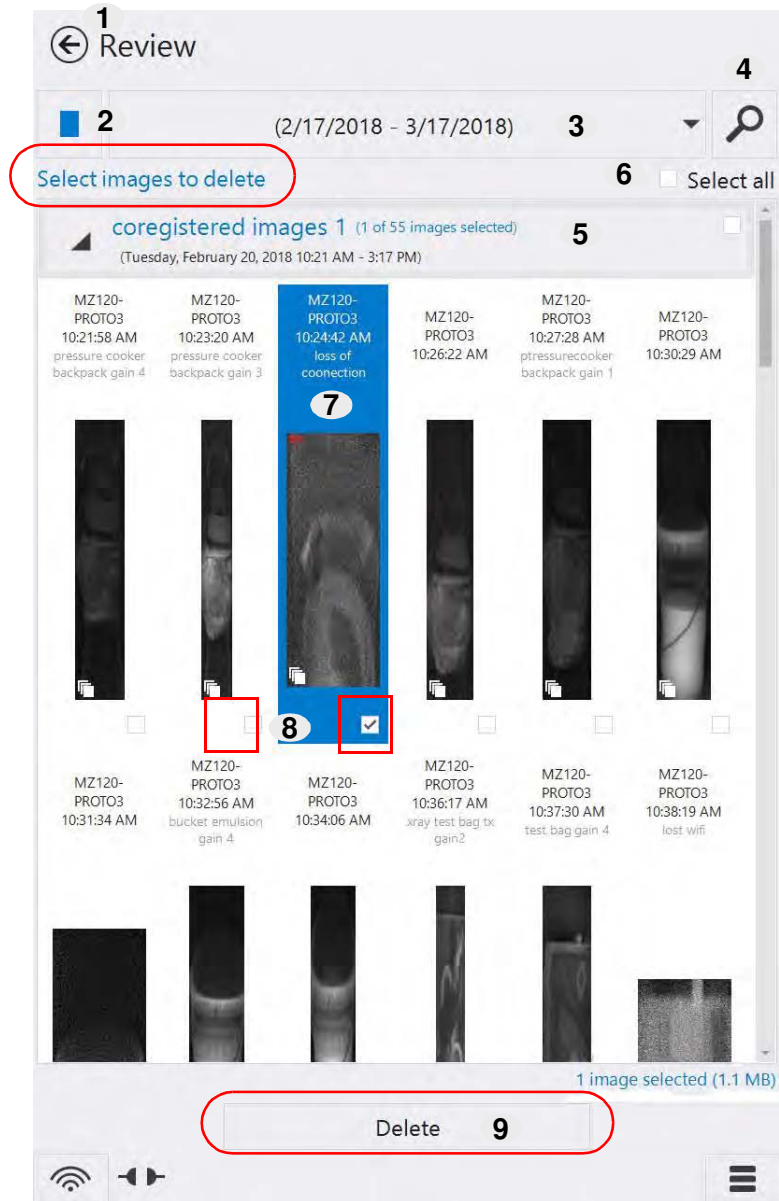 1
Review
4
2
(2/17/2018 - 3/17/2018)
3
Select images to delete
6
Select all
coregistered images 1 (1 of 55 images selected)
5
(Tuesday, February 20, 2018 10:21 AM - 3:17 PM)
MZ120-
PROTO3
10:21:58 AM
pressure cooker
backpack gain 4
MZ120-
PROTO3
10:23:20 AM
pressure cooker
backpack gain 3
MZ120-
PROTO3
10:24:42 AM
loss of
coonection
MZ120-
PROTO3
10:26:22 AM
MZ120-
PROTO3
10:27:28 AM
ptressurecooker
backpack gain 1
MZ120-
PROTO3
10:30:29 AM
7
8
MZ120-
PROTO3
10:31:34 AM
MZ120-
PROTO3
10:32:56 AM
bucket emulsion
gain 4
MZ120-
PROTO3
10:34:06 AM
MZ120-
PROTO3
10:36:17 AM
xray test bag tx
gain2
MZ120-
PROTO3
10:37:30 AM
test bag gain 4
MZ120-
PROTO3
10:38:19 AM
lost wifi
1 image selected (1.1 MB)
Delete
9